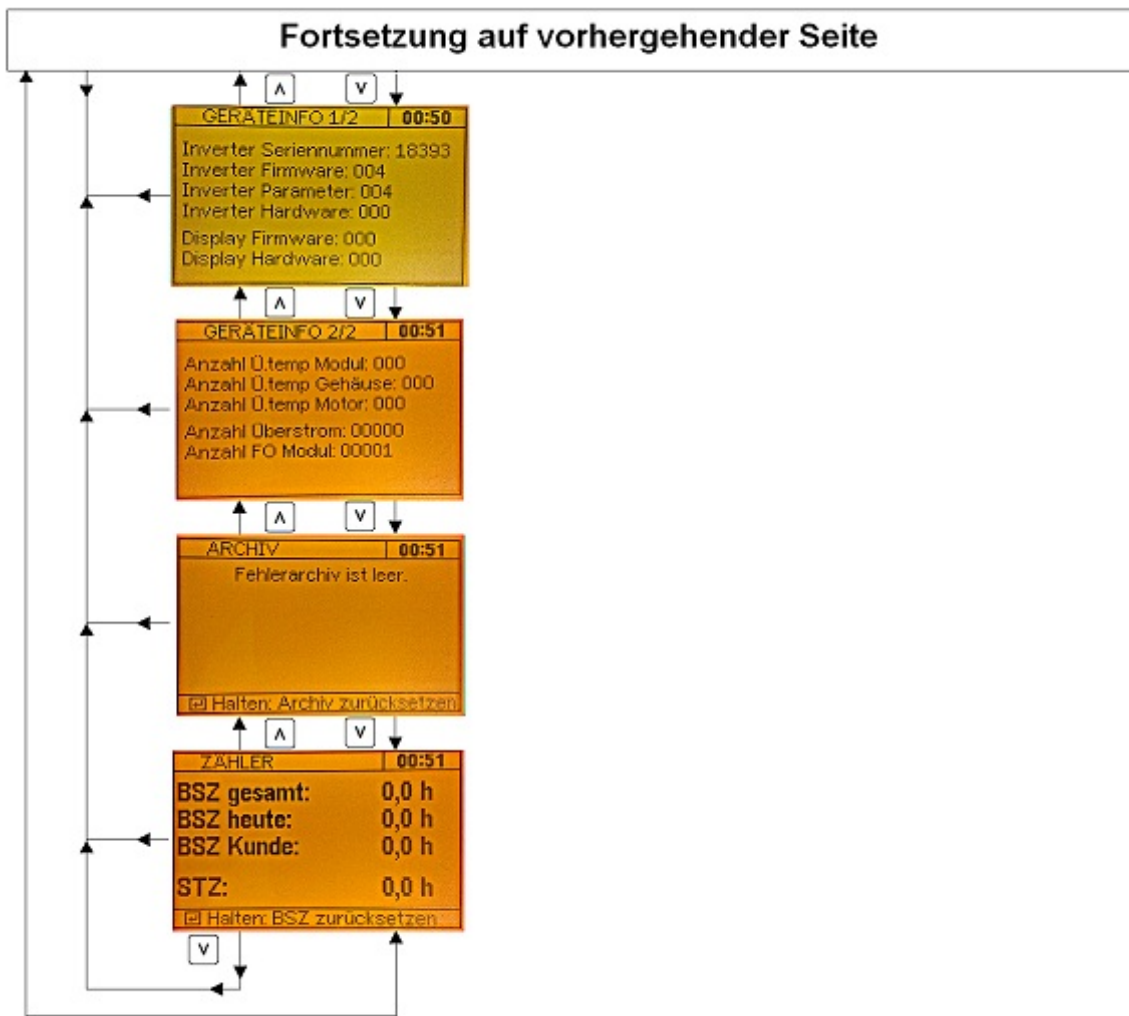 Fortsetzung auf vorhergehender Seite
∧ ∨
GERÄTEINFO 1/2 00:50
Inverter Seriennummer: 18393
Inverter Firmware: 004
Inverter Parameter: 004
Inverter Hardware: 000
Display Firmware: 000
Display Hardware: 000
∧ ∨
GERÄTEINFO 2/2 00:51
Anzahl Ü.temp Modul: 000
Anzahl Ü.temp Gehäuse: 000
Anzahl Ü.temp Motor: 000
Anzahl Überstrom: 00000
Anzahl FO Modul: 00001
∧ ∨
ARCHIV 00:51
Fehlerarchiv ist leer.
↵ Halten: Archiv zurücksetzen
∧ ∨
ZÄHLER 00:51
BSZ gesamt: 0,0 h
BSZ heute: 0,0 h
BSZ Kunde: 0,0 h
STZ: 0,0 h
↵ Halten: BSZ zurücksetzen
∨